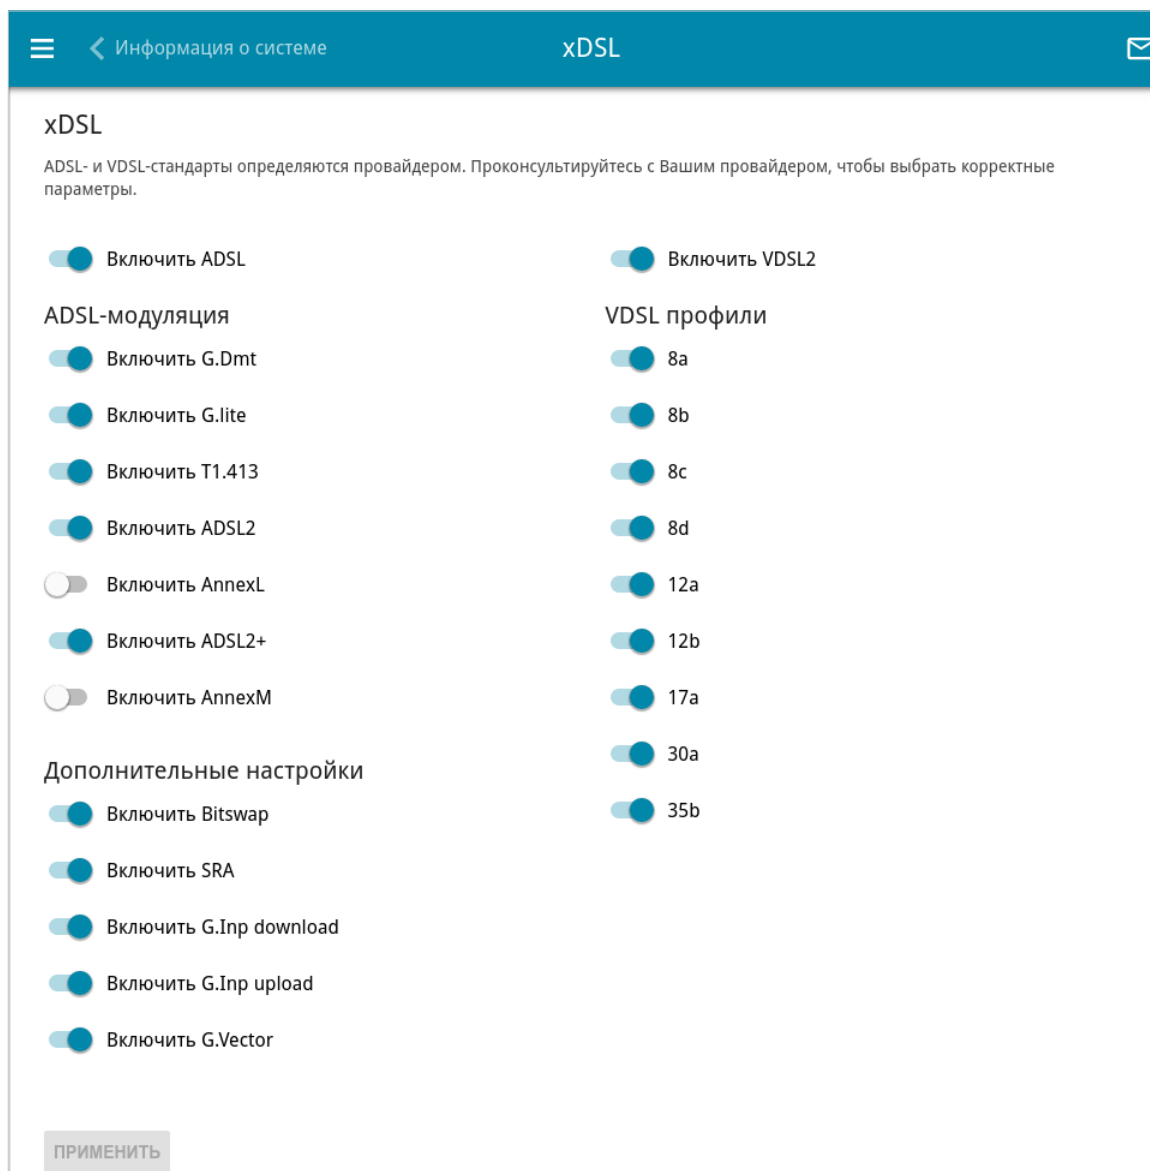 Информация о системе
xDSL
xDSL
ADSL- и VDSL-стандарты определяются провайдером. Проконсультируйтесь с Вашим провайдером, чтобы выбрать корректные
параметры.
Включить ADSL
ADSL-модуляция
Включить G.Dmt
Включить G.lite
Включить T1.413
Включить ADSL2
Включить AnnexL
Включить ADSL2+
Включить AnnexM
Дополнительные настройки
Включить Bitswap
Включить SRA
Включить G.Inp download
Включить G.Inp upload
Включить G.Vector
Включить VDSL2
VDSL профили
8a
8b
8c
8d
12a
12b
17a
30a
35b
ПРИМЕНИТЬ